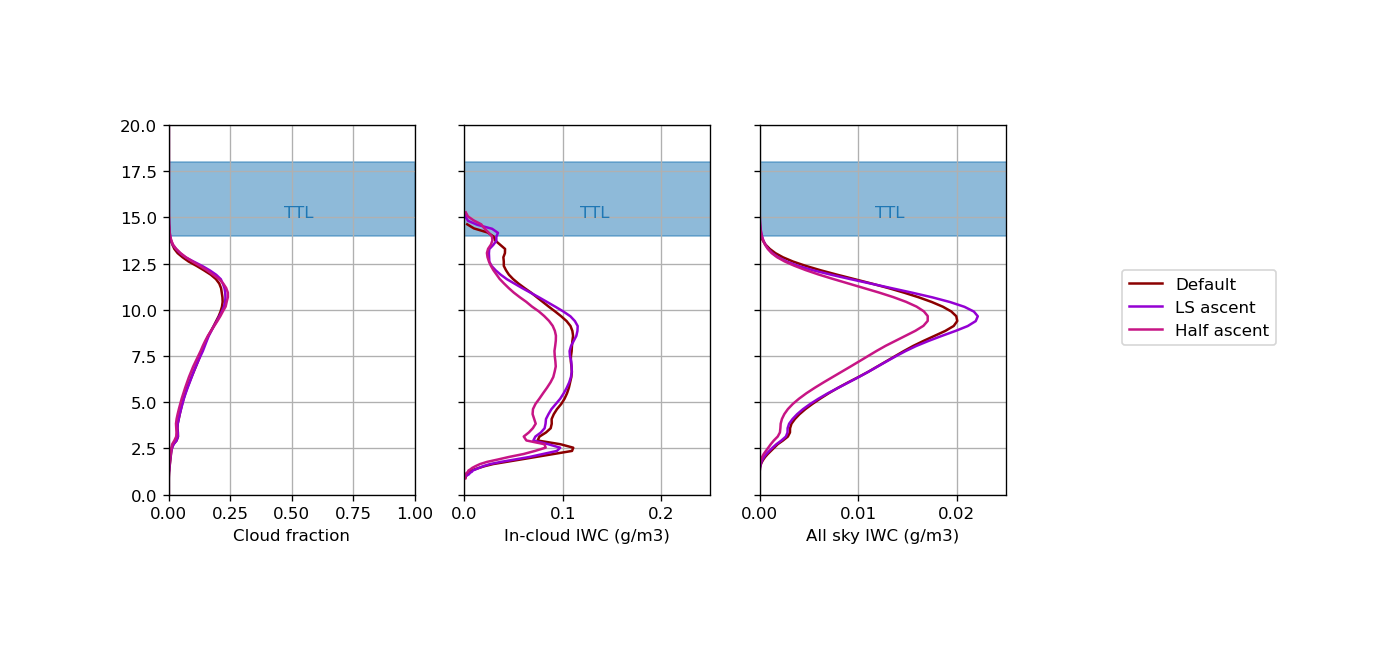 20.0
17.5
15.0
12.5
10.0
7.5
5.0
2.5
0.0
TTL
TTL
TTL
0.00 0.25 0.50 0.75 1.00
0.0 0.1 0.2
0.00 0.01 0.02
Cloud fraction
In-cloud IWC (g/m3)
All sky IWC (g/m3)
Default
LS ascent
Half ascent